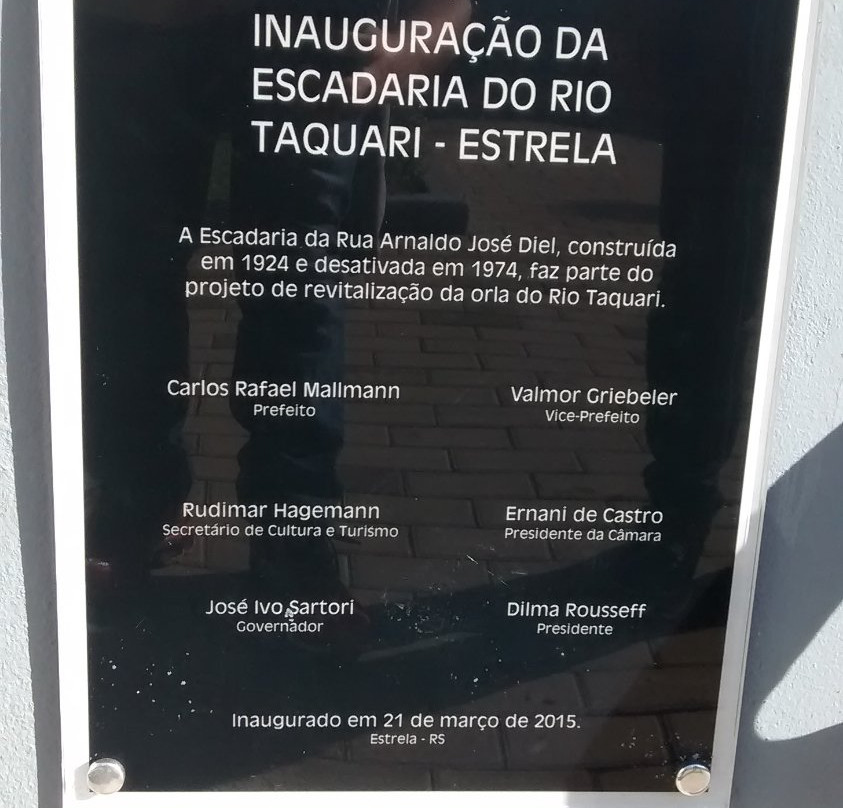 INAUGURAÇÃO DA
ESCADARIA DO RIO
TAQUARI - ESTRELA
A Escadaria da Rua Arnaldo José Diel, construída
em 1924 e desativada em 1974, faz parte do
projeto de revitalização da orla do Rio Taquari.
Carlos Rafael Mallmann
Prefeito
Valmor Griebeler
Vice-Prefeito
Rudimar Hagemann
Secretário de Cultura e Turismo
Ernani de Castro
Presidente da Câmara
José Ivo Sartori
Governador
Dilma Rousseff
Presidente
Inaugurado em 21 de março de 2015.
Estrela - RS